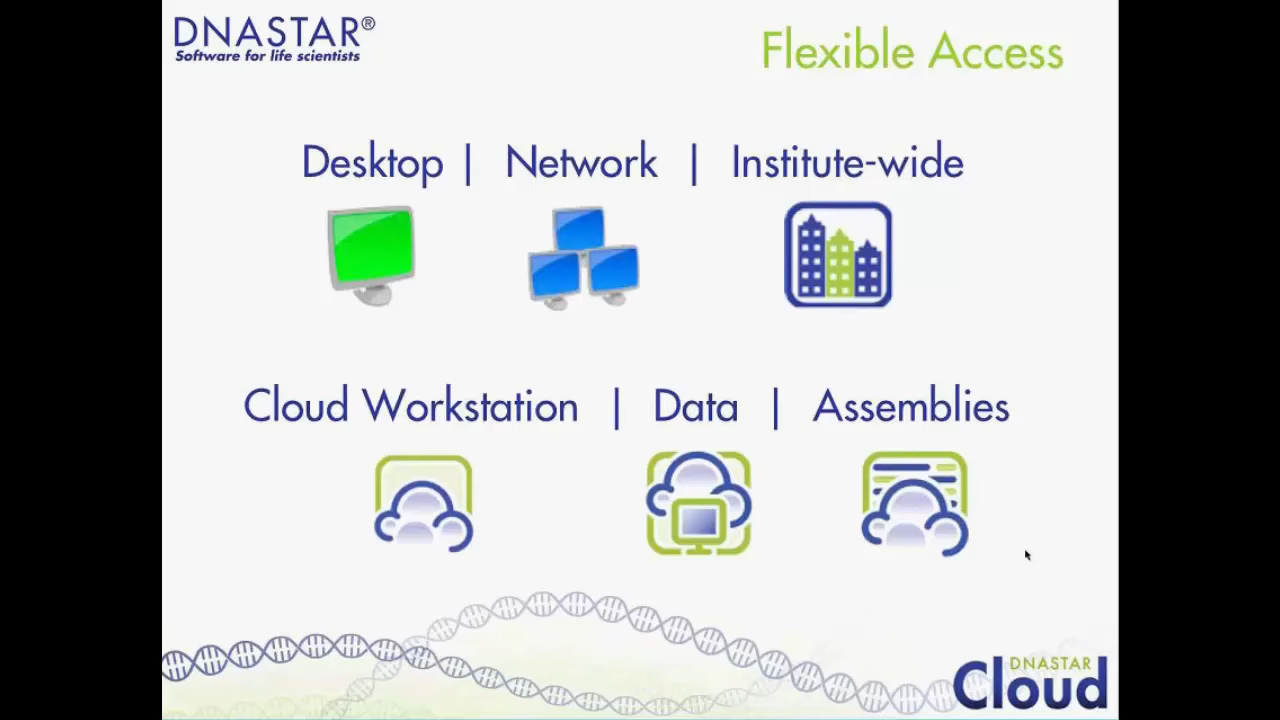 DNASTAR®
Software for life scientists
Flexible Access
Desktop | Network | Institute-wide
Cloud Workstation | Data | Assemblies
DNASTAR
Cloud